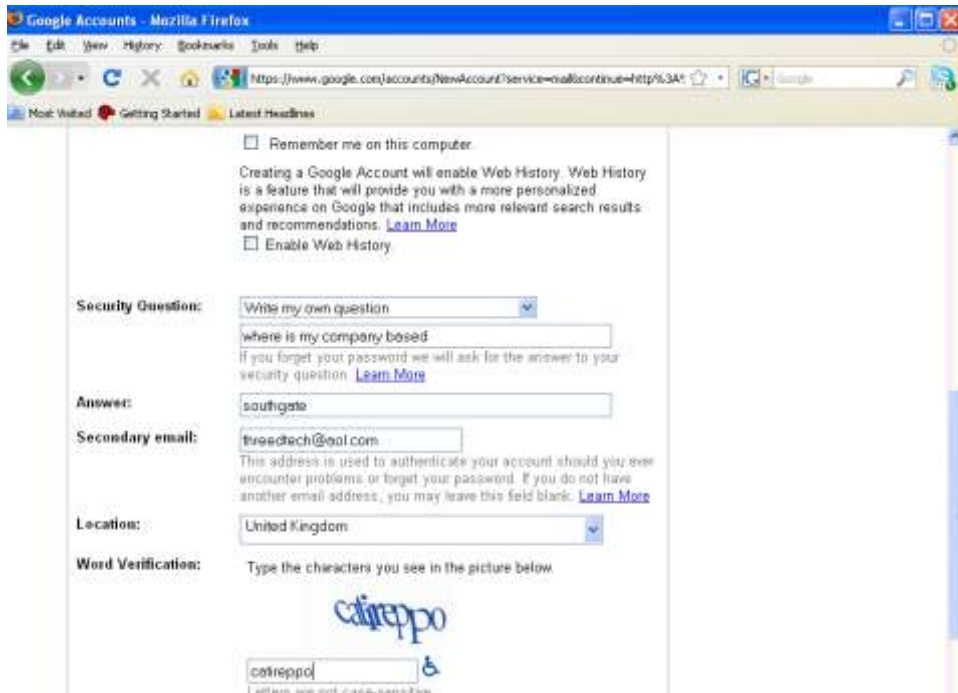 Google Accounts - Mozilla Firefox
File Edit View History Bookmarks Tools Help
https://www.google.com/accounts/NewAccount?service=mail&continue=http%3A% Google
Most Visited Getting Started Latest Headlines
Remember me on this computer.
Creating a Google Account will enable Web History. Web History
is a feature that will provide you with a more personalized
experience on Google that includes more relevant search results
and recommendations. Learn More
Enable Web History.
Security Question: Write my own question
where is my company based
If you forget your password we will ask for the answer to your
security question. Learn More
Answer: southgate
Secondary email: threedtech@aol.com
This address is used to authenticate your account should you ever
encounter problems or forget your password. If you do not have
another email address, you may leave this field blank. Learn More
Location: United Kingdom
Word Verification: Type the characters you see in the picture below.
catireppo
catireppo
Letters are not case-sensitive